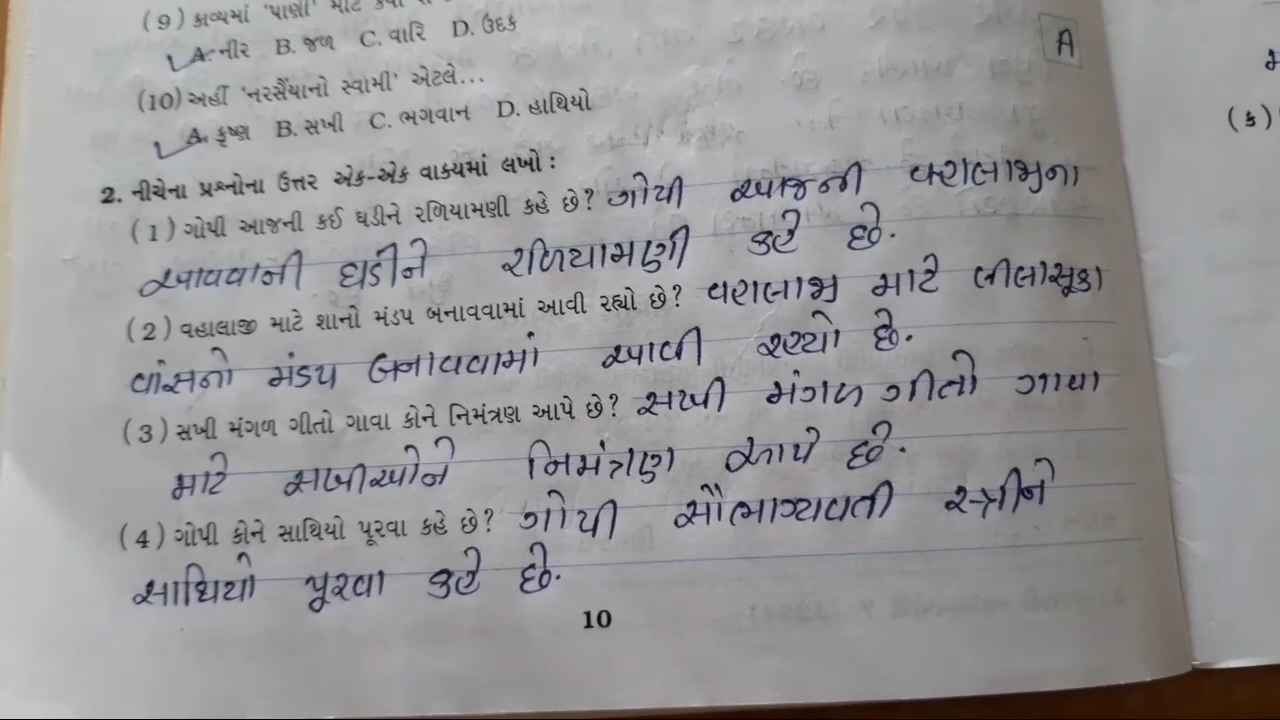 (9) કાવ્યમાં 'પાણી' માટે
A. નીર B. જળ C. વારિ D. ઉદક
(10) અહીં 'નરસૈંયાનો સ્વામી' એટલે...
A
A. કૃષ્ણ B. સખી C. ભગવાન D. હાથિયો
(ક)
2. નીચેના પ્રશ્નોના ઉત્તર એક-એક વાક્યમાં લખો :
(1) ગોપી આજની કઈ ઘડીને રળિયામણી કહે છે? ગોપી આજની વહાલાજીના
આવવાની ઘડીને રળિયામણી કહે છે.
(2) વહાલાજી માટે શાનો મંડપ બનાવવામાં આવી રહ્યો છે? વહાલાજી માટે લીલાસૂકા
વાંસનો મંડપ બનાવવામાં આવી રહ્યો છે.
(3) સખી મંગળ ગીતો ગાવા કોને નિમંત્રણ આપે છે? સખી મંગળ ગીતો ગાવા
માટે સખીઓને નિમંત્રણ આપે છે.
(4) ગોપી કોને સાથિયો પૂરવા કહે છે? ગોપી સૌભાગ્યવતી સ્ત્રીને
સાથિયો પૂરવા કહે છે.
10